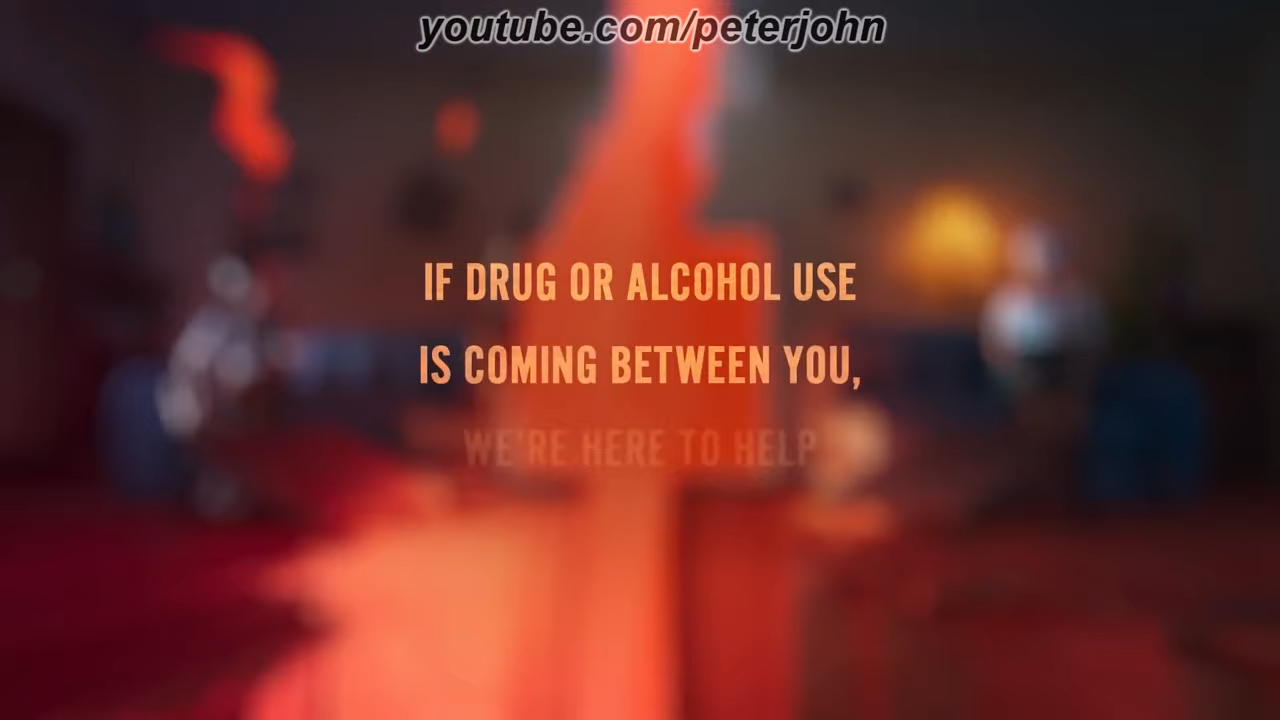 youtube.com/peterjohn
IF DRUG OR ALCOHOL USE
IS COMING BETWEEN YOU,
WE'RE HERE TO HELP